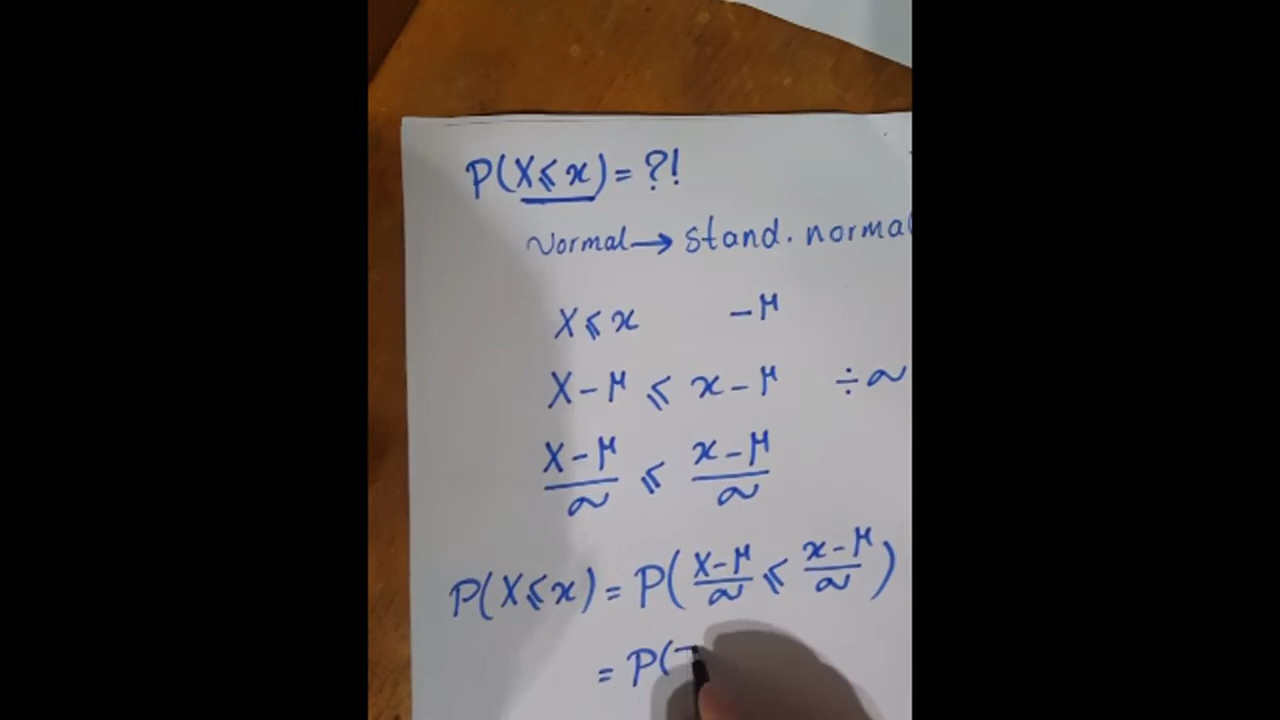 P(X≤x) = ?!
Normal → stand. normal
X≤x -μ
X-μ ≤ x-μ ÷ σ
X-μ/σ ≤ x-μ/σ
P(X≤x) = P(X-μ/σ ≤ x-μ/σ)
= P(